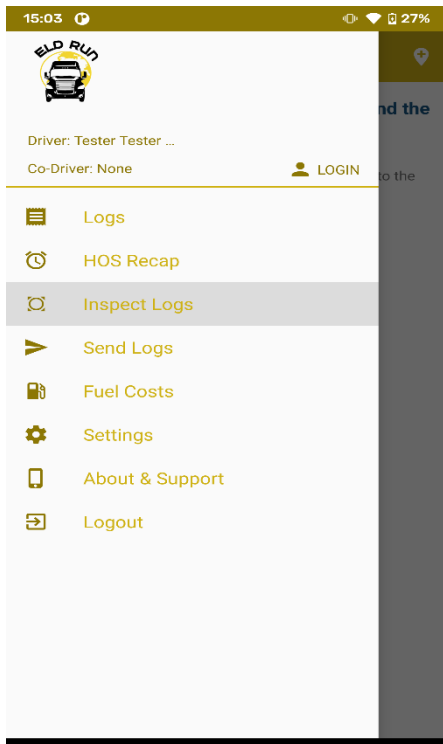 15:03
27%
ELD RUN
nd the
Driver: Tester Tester ...
Co-Driver: None
LOGIN
to the
Logs
HOS Recap
Inspect Logs
Send Logs
Fuel Costs
Settings
About & Support
Logout